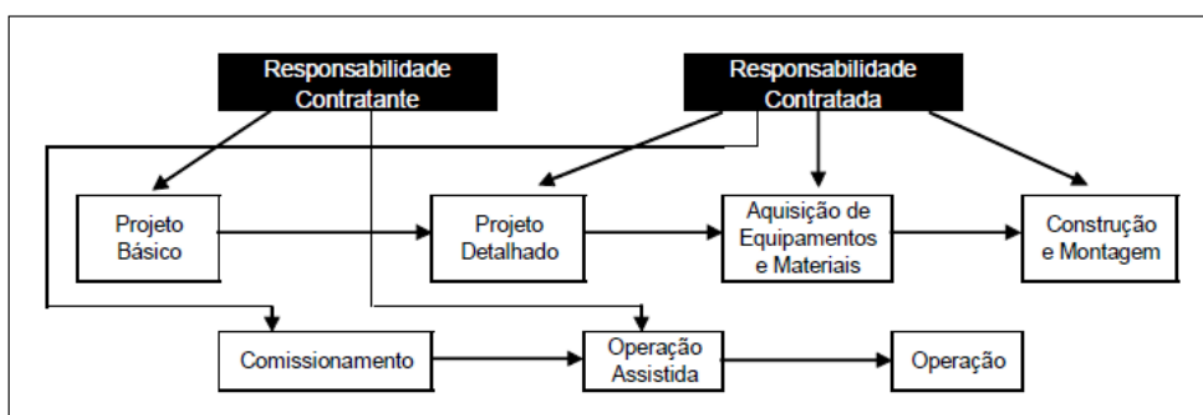 Responsabilidade
Contratante
Responsabilidade
Contratada
Projeto
Básico
Projeto
Detalhado
Aquisição de
Equipamentos
e Materiais
Construção
e Montagem
Comissionamento
Operação
Assistida
Operação